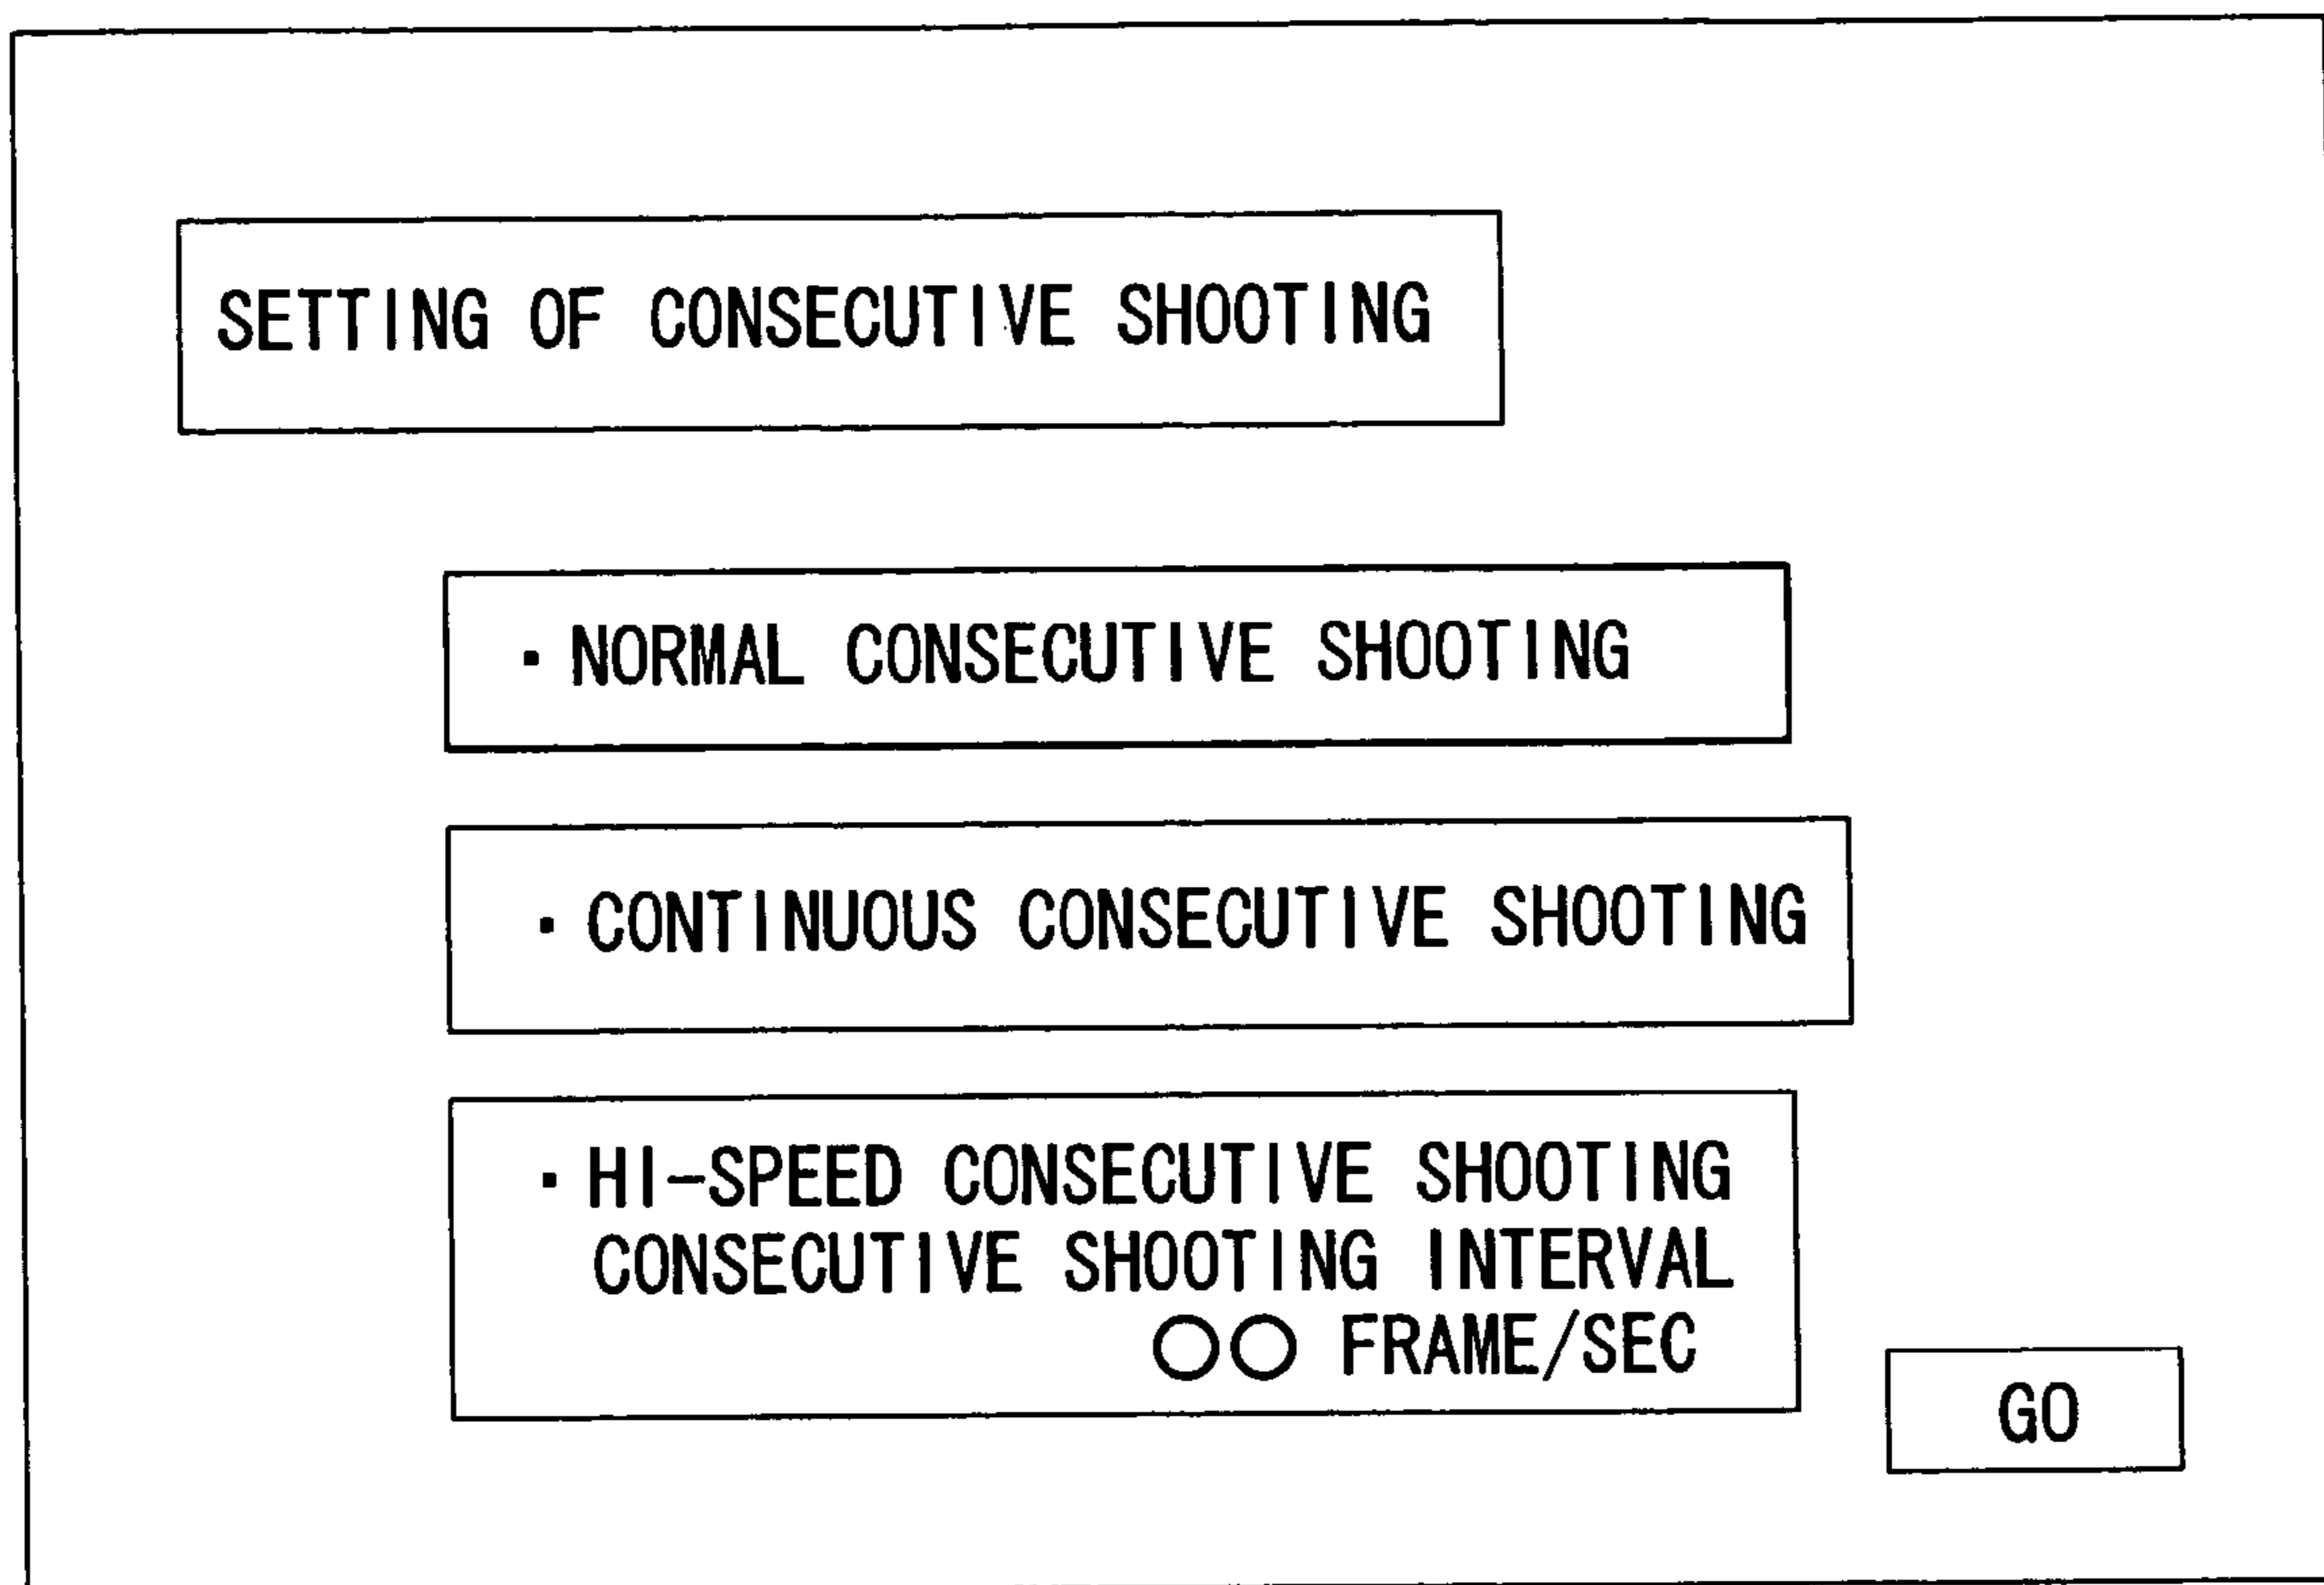 SETTING OF CONSECUTIVE SHOOTING
・NORMAL CONSECUTIVE SHOOTING
・CONTINUOUS CONSECUTIVE SHOOTING
・HI-SPEED CONSECUTIVE SHOOTING
CONSECUTIVE SHOOTING INTERVAL
○○ FRAME/SEC
GO